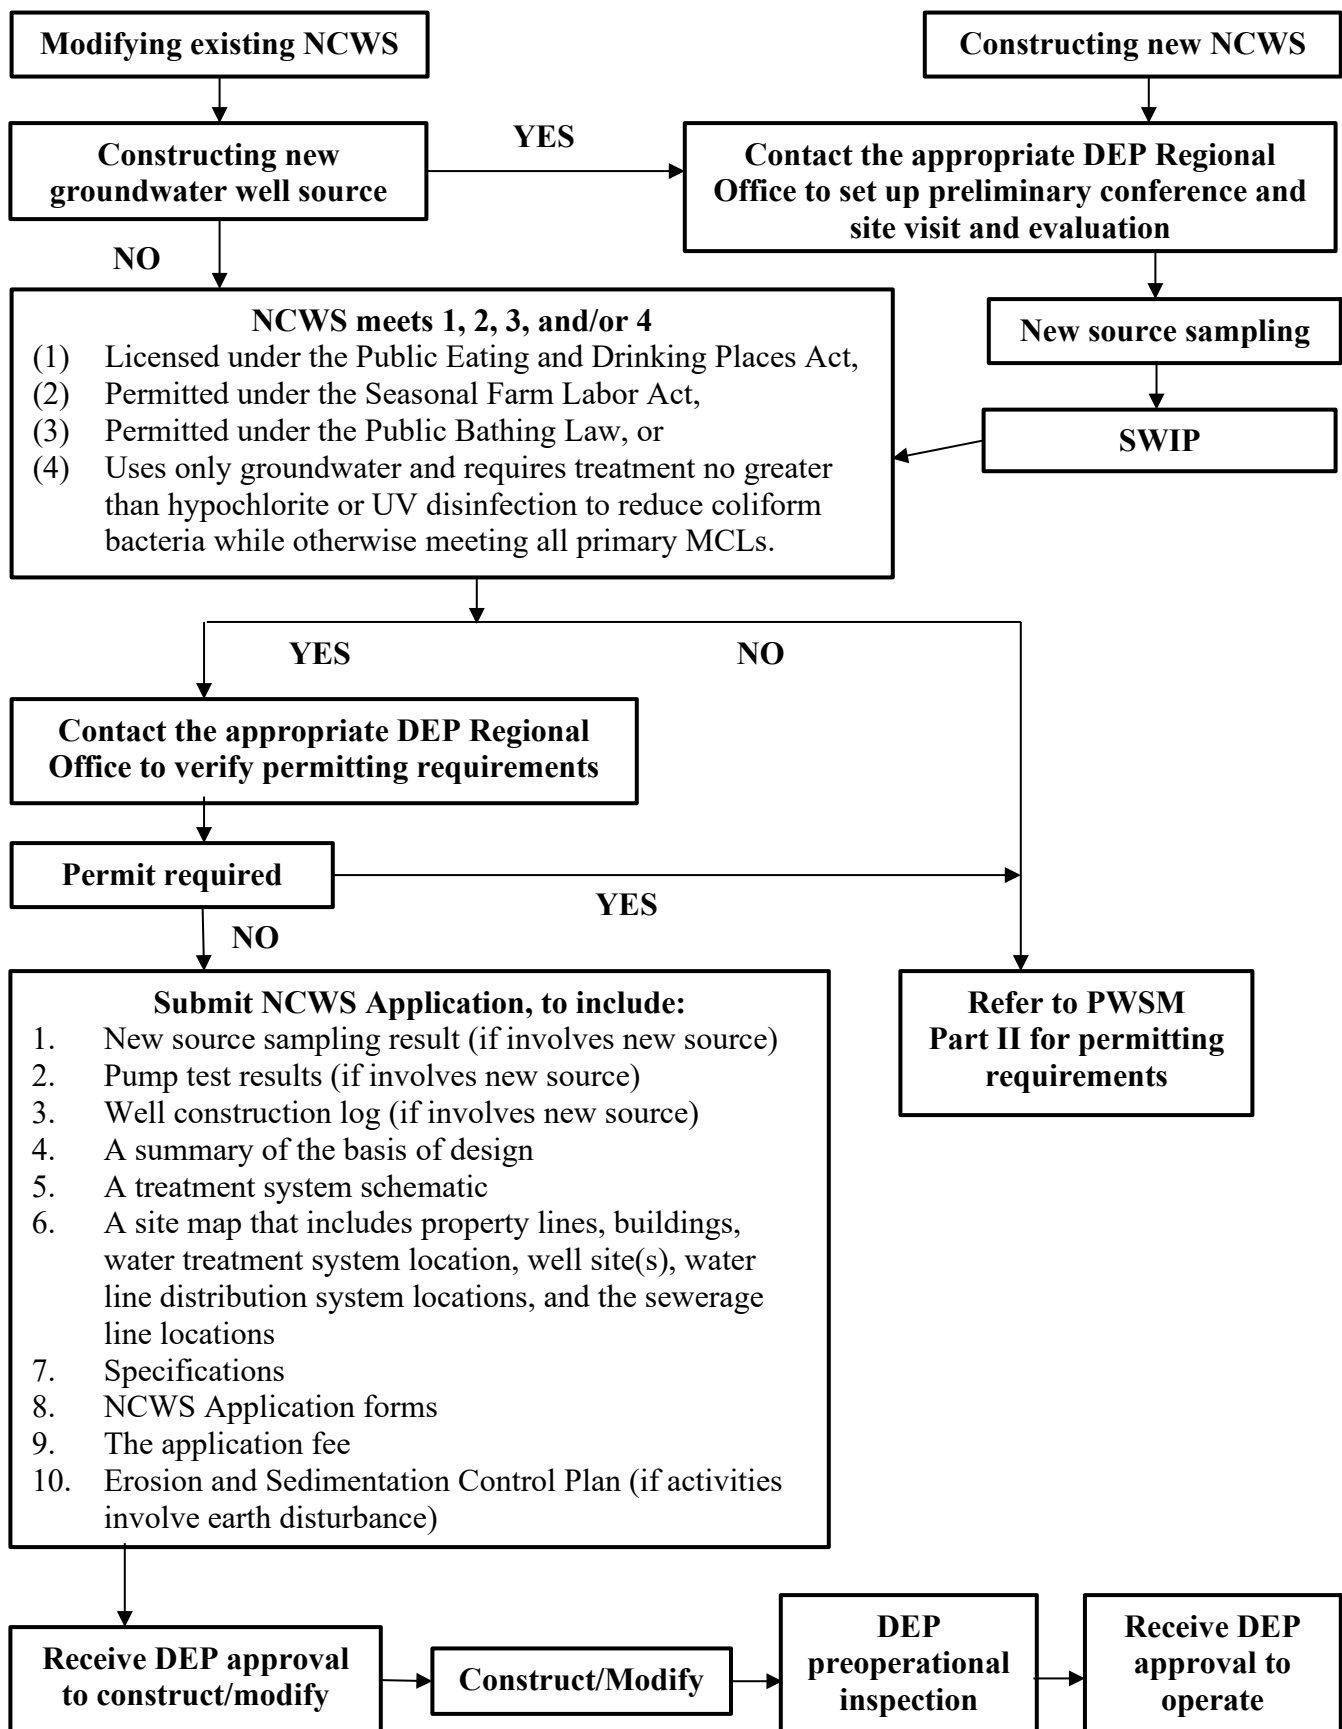 Modifying existing NCWS
Constructing new NCWS
Constructing new
groundwater well source
YES
Contact the appropriate DEP Regional
Office to set up preliminary conference and
site visit and evaluation
NO
New source sampling
SWIP
NCWS meets 1, 2, 3, and/or 4
(1) Licensed under the Public Eating and Drinking Places Act,
(2) Permitted under the Seasonal Farm Labor Act,
(3) Permitted under the Public Bathing Law, or
(4) Uses only groundwater and requires treatment no greater
than hypochlorite or UV disinfection to reduce coliform
bacteria while otherwise meeting all primary MCLs.
YES
NO
Contact the appropriate DEP Regional
Office to verify permitting requirements
Permit required
YES
NO
Submit NCWS Application, to include:
1. New source sampling result (if involves new source)
2. Pump test results (if involves new source)
3. Well construction log (if involves new source)
4. A summary of the basis of design
5. A treatment system schematic
6. A site map that includes property lines, buildings,
water treatment system location, well site(s), water
line distribution system locations, and the sewerage
line locations
7. Specifications
8. NCWS Application forms
9. The application fee
10. Erosion and Sedimentation Control Plan (if activities
involve earth disturbance)
Refer to PWSM
Part II for permitting
requirements
Receive DEP approval
to construct/modify
Construct/Modify
DEP
preoperational
inspection
Receive DEP
approval to
operate